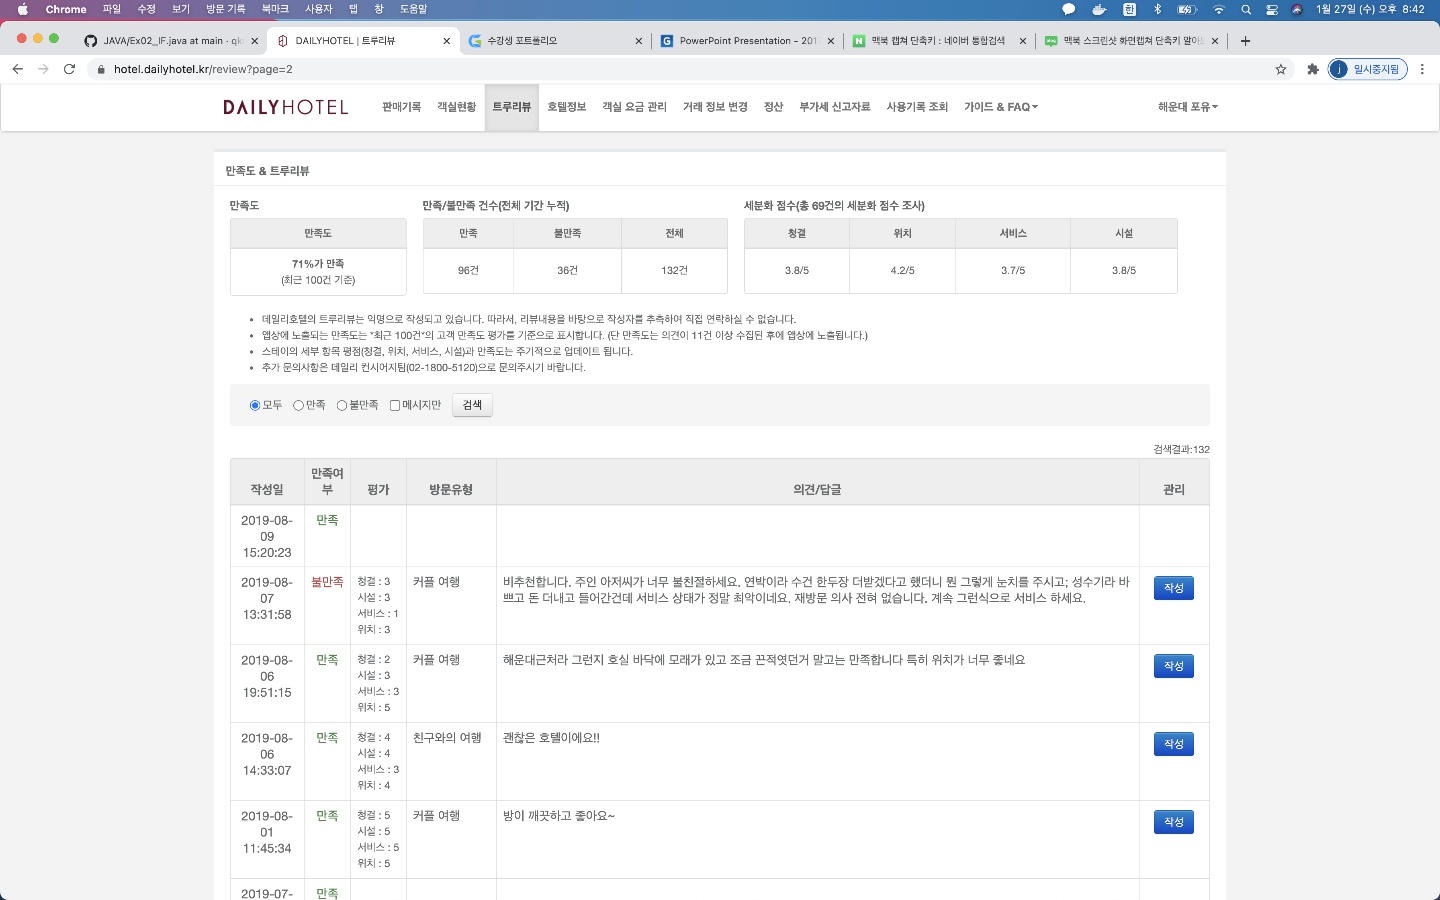 Chrome 파일 수정 보기 방문 기록 북마크 사용자 탭 창 도움말 한 1월 27일 (수) 오후 8:42
JAVA/Ex02_IF.java at main · qk DAILYHOTEL | 트루리뷰 수강생 포트폴리오 PowerPoint Presentation – 201 맥북 캡쳐 단축키 : 네이버 통합검색 맥북 스크린샷 화면캡쳐 단축키 알아
hotel.dailyhotel.kr/review?page=2 j 일시중지됨
DAILYHOTEL 판매기록 객실현황 트루리뷰 호텔정보 객실 요금 관리 거래 정보 변경 정산 부가세 신고자료 사용기록 조회 가이드 & FAQ 해운대 포유
만족도 & 트루리뷰
만족도 만족/불만족 건수(전체 기간 누적) 세분화 점수(총 69건의 세분화 점수 조사)
만족도 만족 불만족 전체 청결 위치 서비스 시설
71%가 만족
(최근 100건 기준)
96건 36건 132건 3.8/5 4.2/5 3.7/5 3.8/5
• 데일리호텔의 트루리뷰는 익명으로 작성되고 있습니다. 따라서, 리뷰내용을 바탕으로 작성자를 추측하여 직접 연락하실 수 없습니다.
• 앱상에 노출되는 만족도는 *최근 100건*의 고객 만족도 평가를 기준으로 표시합니다. (단 만족도는 의견이 11건 이상 수집된 후에 앱상에 노출됩니다.)
• 스테이의 세부 항목 평점(청결, 위치, 서비스, 시설)과 만족도는 주기적으로 업데이트 됩니다.
• 추가 문의사항은 데일리 컨시어지팀(02-1800-5120)으로 문의주시기 바랍니다.
모두 만족 불만족 메시지만 검색
검색결과:132
작성일 만족여부 평가 방문유형 의견/답글 관리
2019-08-09 15:20:23 만족
2019-08-07 13:31:58 불만족 청결 : 3 시설 : 3 서비스 : 1 위치 : 3 커플 여행
비추천합니다. 주인 아저씨가 너무 불친절하세요. 연박이라 수건 한두장 더받겠다고 했더니 뭔 그렇게 눈치를 주시고; 성수기라 바
쁘고 돈 더내고 들어간건데 서비스 상태가 정말 최악이네요. 재방문 의사 전혀 없습니다. 계속 그런식으로 서비스 하세요.
작성
2019-08-06 19:51:15 만족 청결 : 2 시설 : 3 서비스 : 3 위치 : 5 커플 여행
해운대근처라 그런지 호실 바닥에 모래가 있고 조금 끈적엿던거 말고는 만족합니다 특히 위치가 너무 좋네요
작성
2019-08-06 14:33:07 만족 청결 : 4 시설 : 4 서비스 : 3 위치 : 4 친구와의 여행
괜찮은 호텔이에요!!
작성
2019-08-01 11:45:34 만족 청결 : 5 시설 : 5 서비스 : 5 위치 : 5 커플 여행
방이 깨끗하고 좋아요~
작성
2019-07- 만족